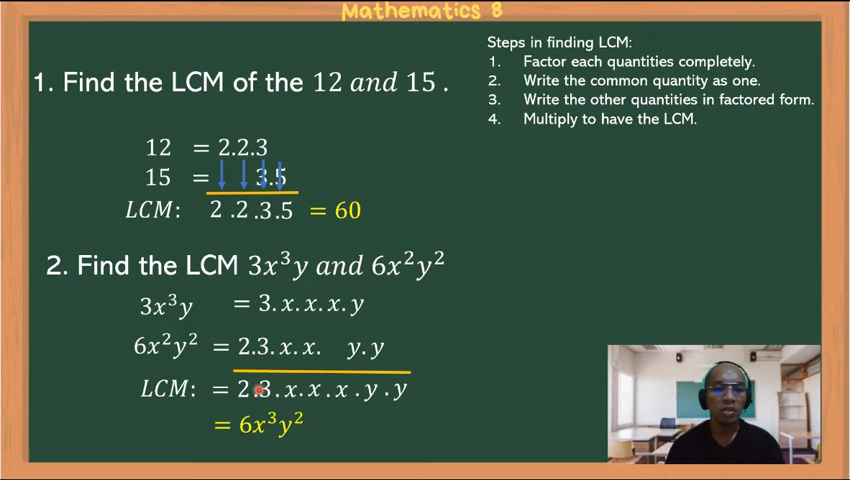 Mathematics 8
Steps in finding LCM:
1. Factor each quantities completely.
2. Write the common quantity as one.
3. Write the other quantities in factored form.
4. Multiply to have the LCM.
1. Find the LCM of the 12 and 15 .
12 = 2.2.3
15 = 3.5
LCM: 2 .2 .3 .5 = 60
2. Find the LCM 3x³y and 6x²y²
3x³y = 3. x. x. x. y
6x²y² = 2.3. x. x. y. y
LCM: = 2 .3 . x. x . x . y . y
= 6x³y²